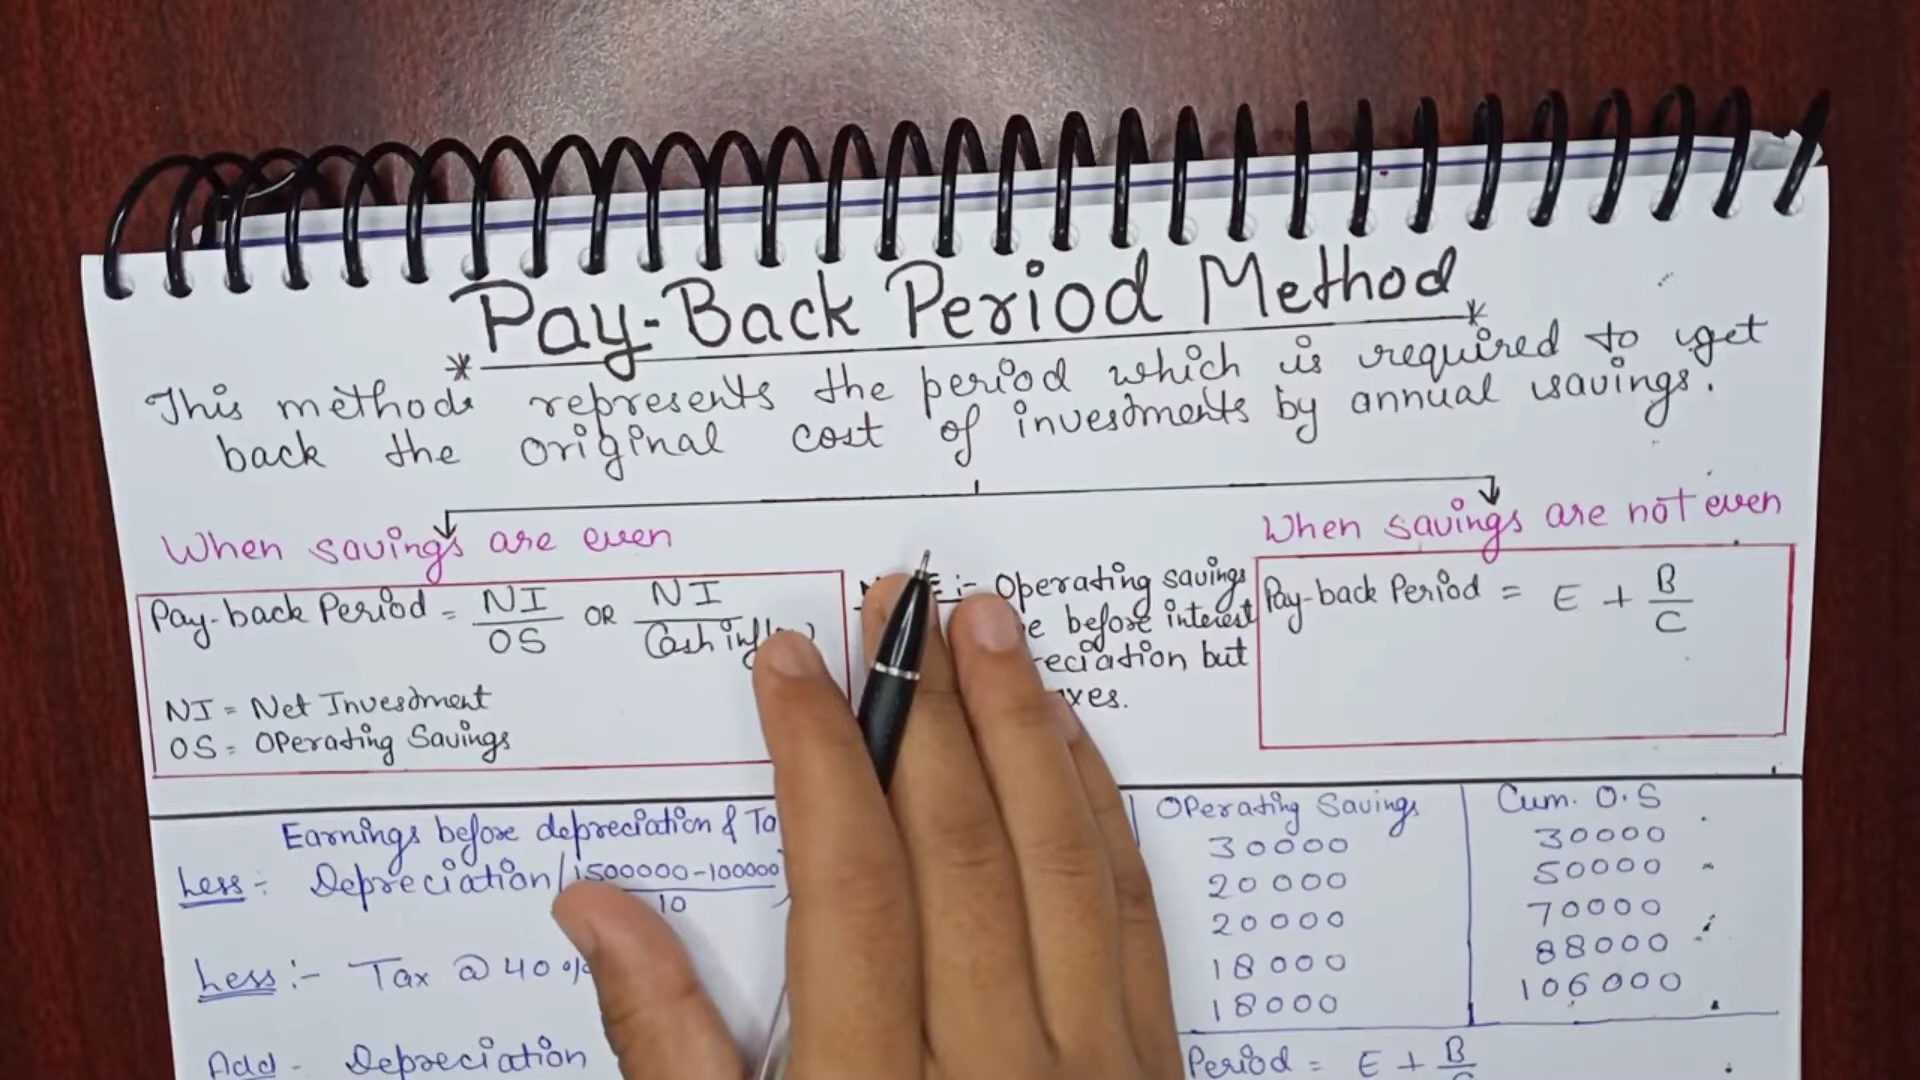 Pay-Back Period Method
This methods represents the period which is required to get
back the original cost of investments by annual savings.
When savings are even
Pay-back Period = NI/OS OR NI/Cash
NI = Net Investment
OS = Operating Savings
Operating savings
before interest
but
When savings are not even
Pay-back Period = E + B/C
Earnings before depreciation &
Less :- Depreciation (1500000-100000/10)
Less :- Tax @ 40%
Add - Depreciation
Operating Savings Cum. O.S
30000 30000
20000 50000
20000 70000
18000 88000
18000 106000
Period = E + B/C